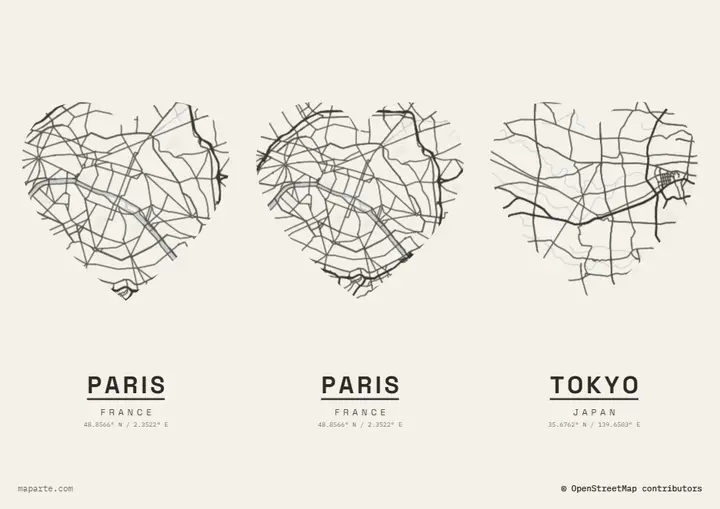 PARIS
FRANCE
48.8566° N / 2.3522° E
PARIS
FRANCE
48.8566° N / 2.3522° E
TOKYO
JAPAN
35.6762° N / 139.6503° E
maparte.com
© OpenStreetMap contributors